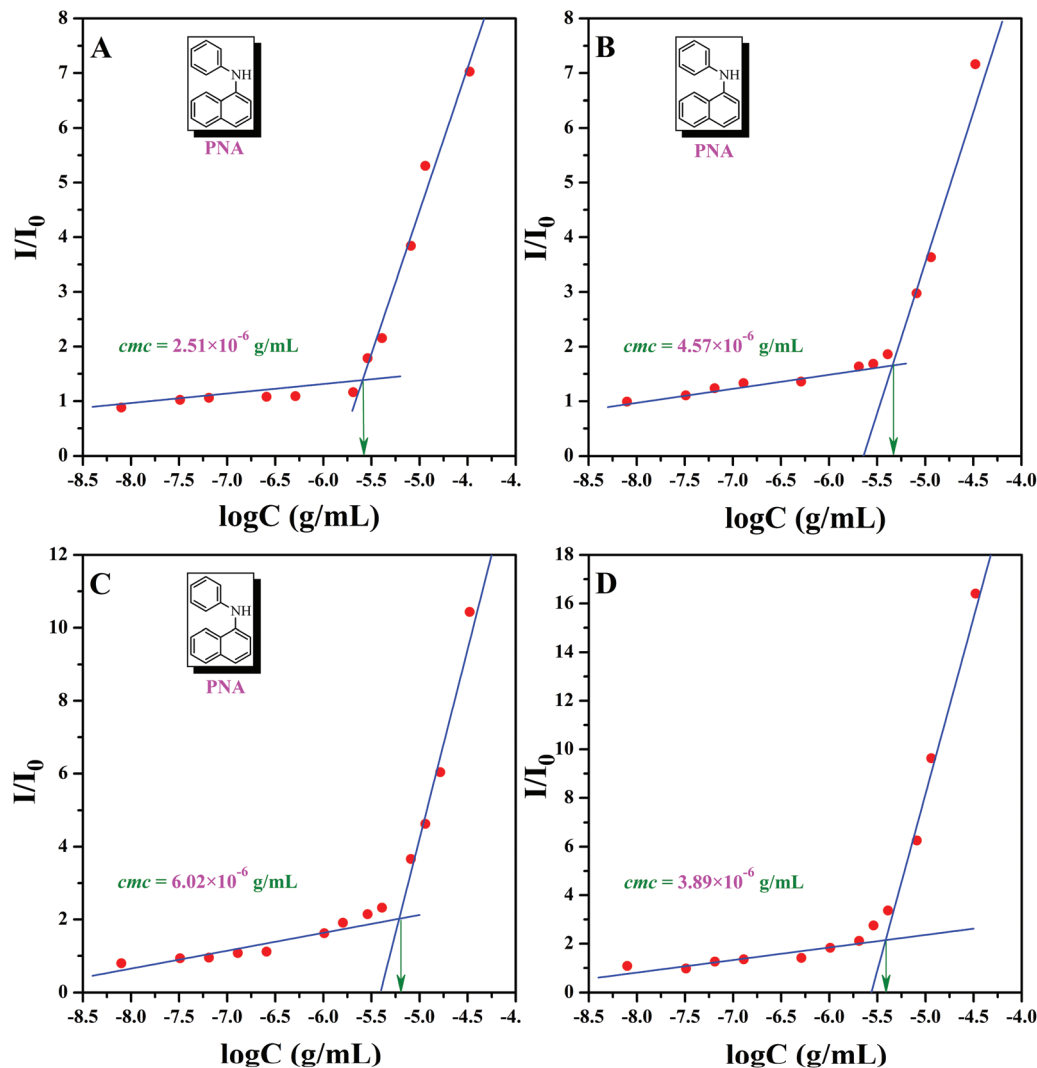 A
NH
PNA
8
7
6
5
4
3
2
1
0
I/I0
cmc = 2.51×10-6 g/mL
-8.5 -8.0 -7.5 -7.0 -6.5 -6.0 -5.5 -5.0 -4. -4.
logC (g/mL)
B
NH
PNA
8
7
6
5
4
3
2
1
0
I/I0
cmc = 4.57×10-6 g/mL
-8.5 -8.0 -7.5 -7.0 -6.5 -6.0 -5.5 -5.0 -4.5 -4.0
logC (g/mL)
C
NH
PNA
12
10
8
6
4
2
0
I/I0
cmc = 6.02×10-6 g/mL
-8.5 -8.0 -7.5 -7.0 -6.5 -6.0 -5.5 -5.0 -4.5 -4.
logC (g/mL)
D
18
16
14
12
10
8
6
4
2
0
I/I0
cmc = 3.89×10-6 g/mL
-8.5 -8.0 -7.5 -7.0 -6.5 -6.0 -5.5 -5.0 -4.5 -4.0
logC (g/mL)